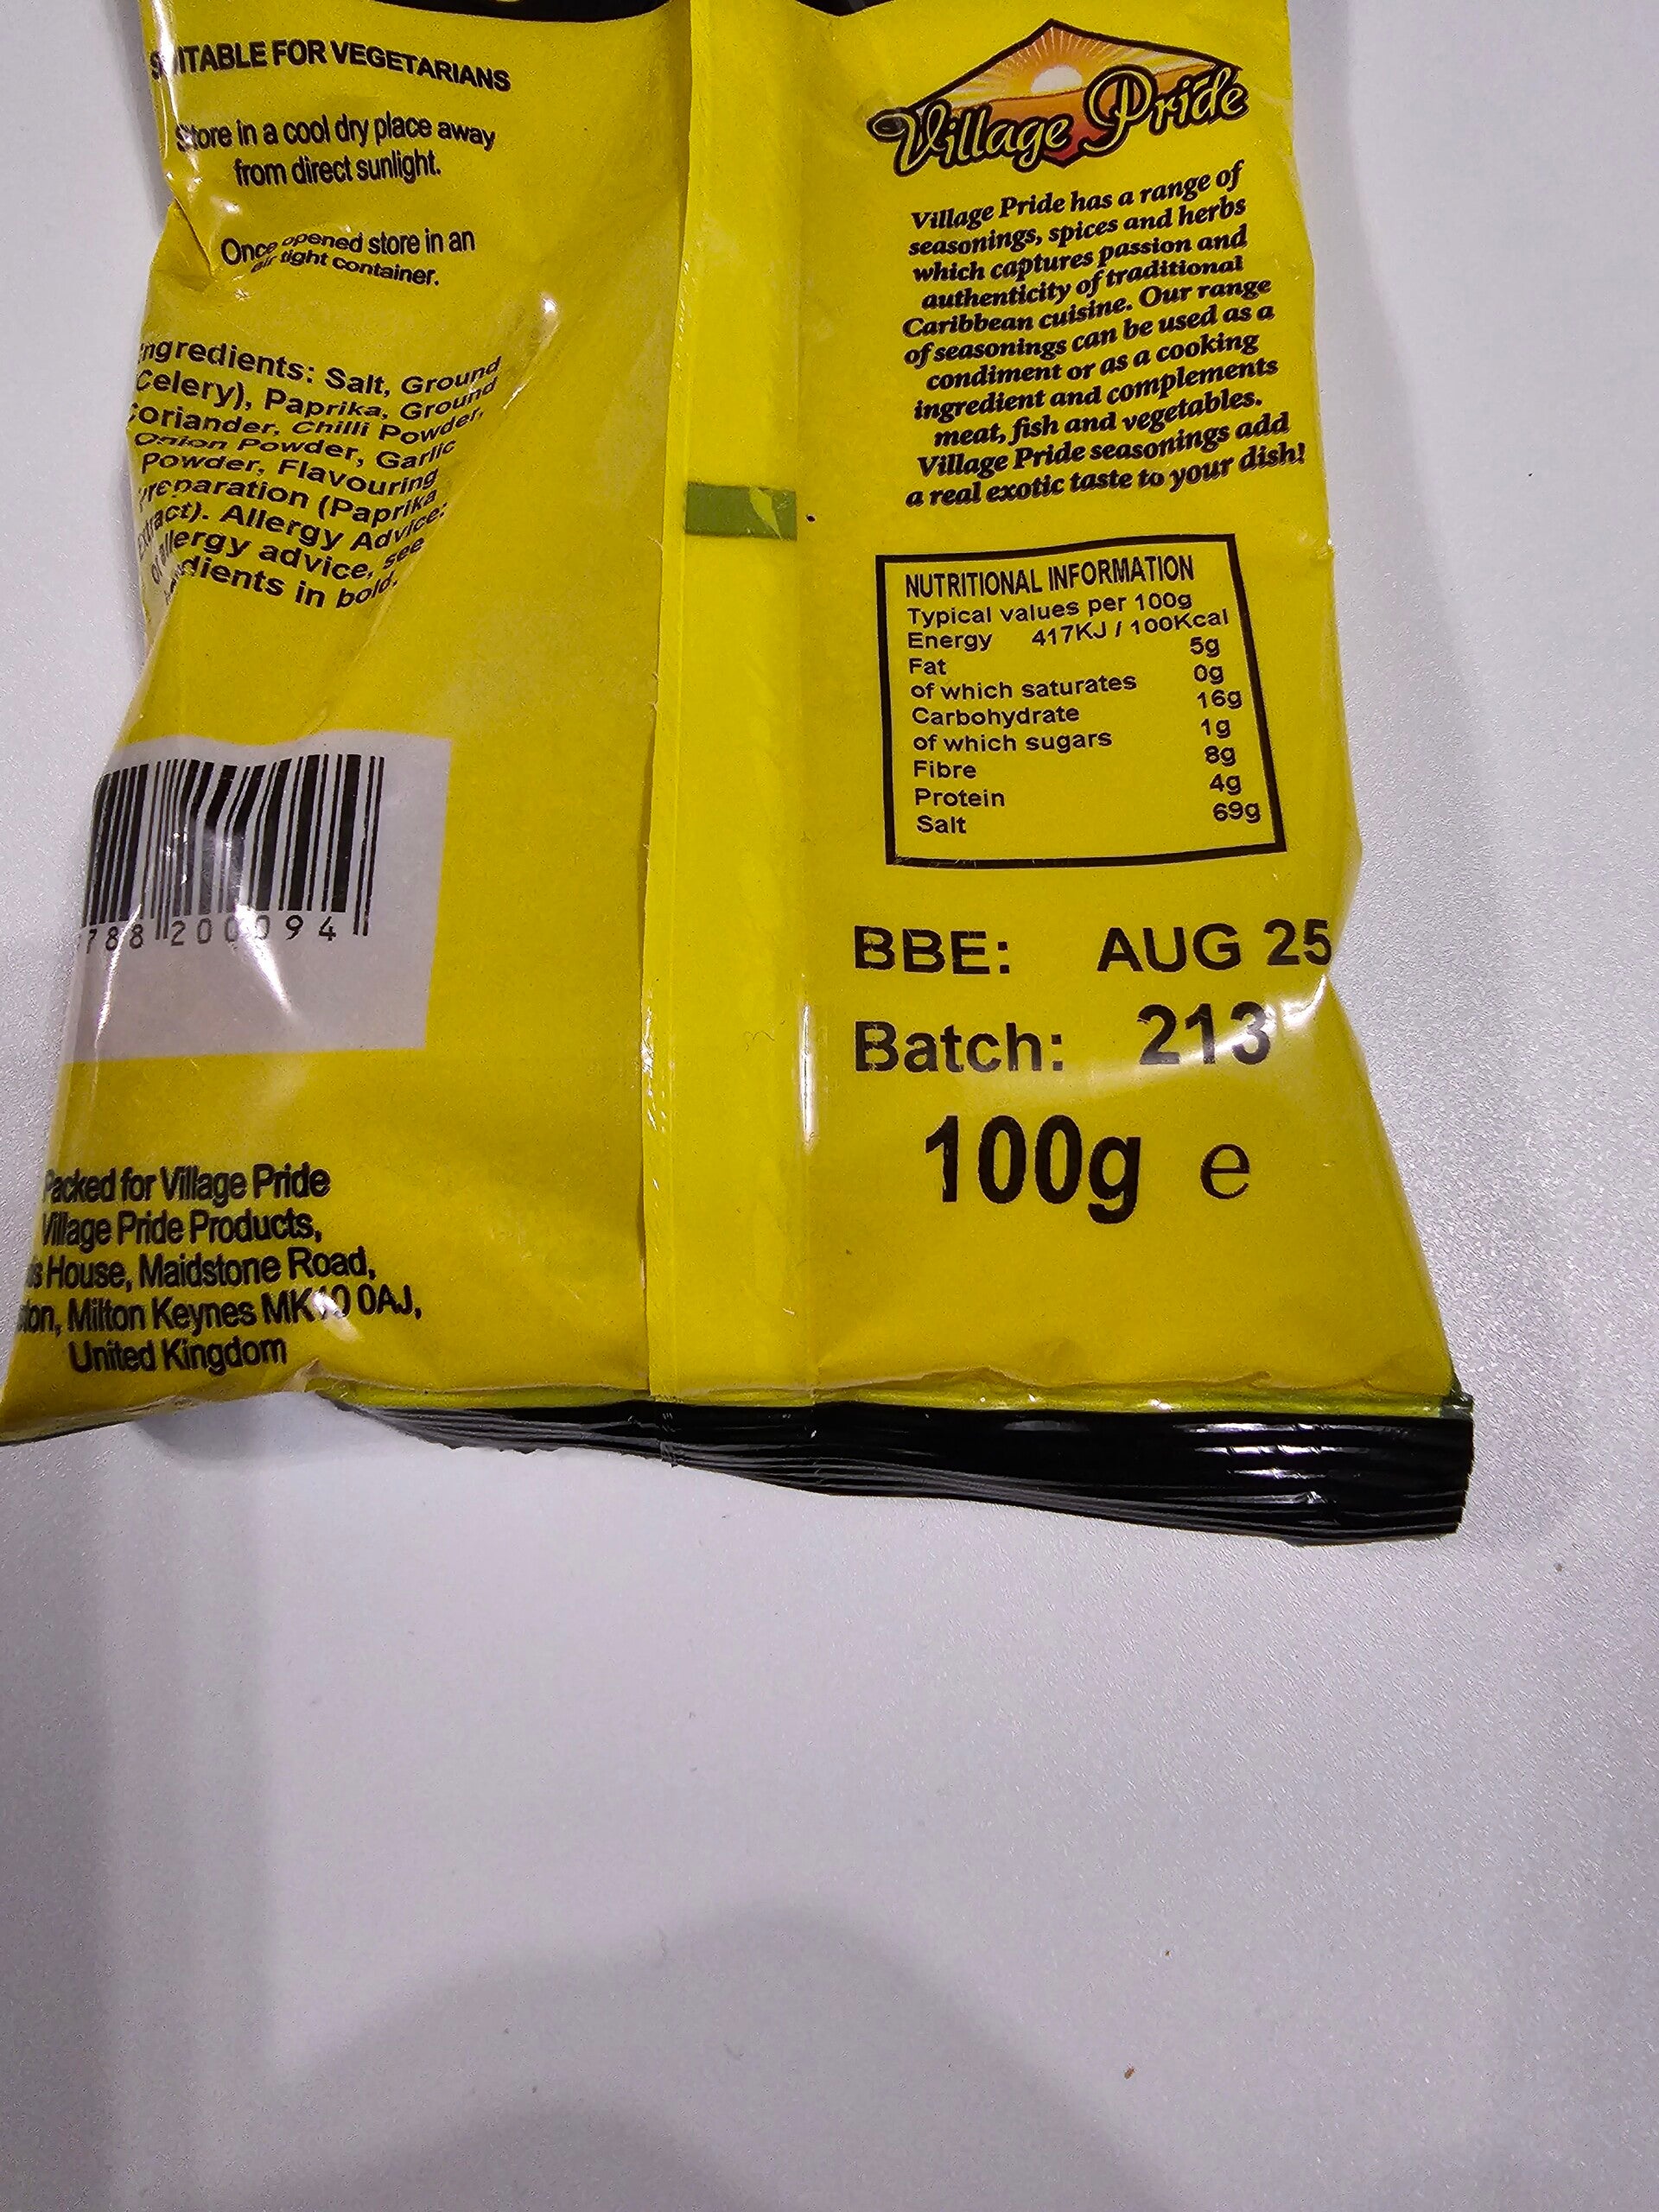 SUITABLE FOR VEGETARIANS
Store in a cool dry place away
from direct sunlight.
Once opened store in an
air tight container.
Ingredients: Salt, Ground
Celery), Paprika, Ground
Coriander, Chilli Powder,
Onion Powder, Garlic
Powder, Flavouring
Preparation (Paprika
Extract). Allergy Advice:
allergy advice, see
in bold.
788 200094
Packed for Village Pride
Village Pride Products,
House, Maidstone Road,
Milton Keynes MK10 0AJ,
United Kingdom
Village Pride
Village Pride has a range of
seasonings, spices and herbs
which captures passion and
authenticity of traditional
Caribbean cuisine. Our range
of seasonings can be used as a
condiment or as a cooking
ingredient and complements
meat, fish and vegetables.
Village Pride seasonings add
a real exotic taste to your dish!
NUTRITIONAL INFORMATION
Typical values per 100g
Energy 417KJ / 100Kcal
Fat 5g
of which saturates 0g
Carbohydrate 16g
of which sugars 1g
Fibre 8g
Protein 4g
Salt 69g
BBE: AUG 25
Batch: 213
100g e